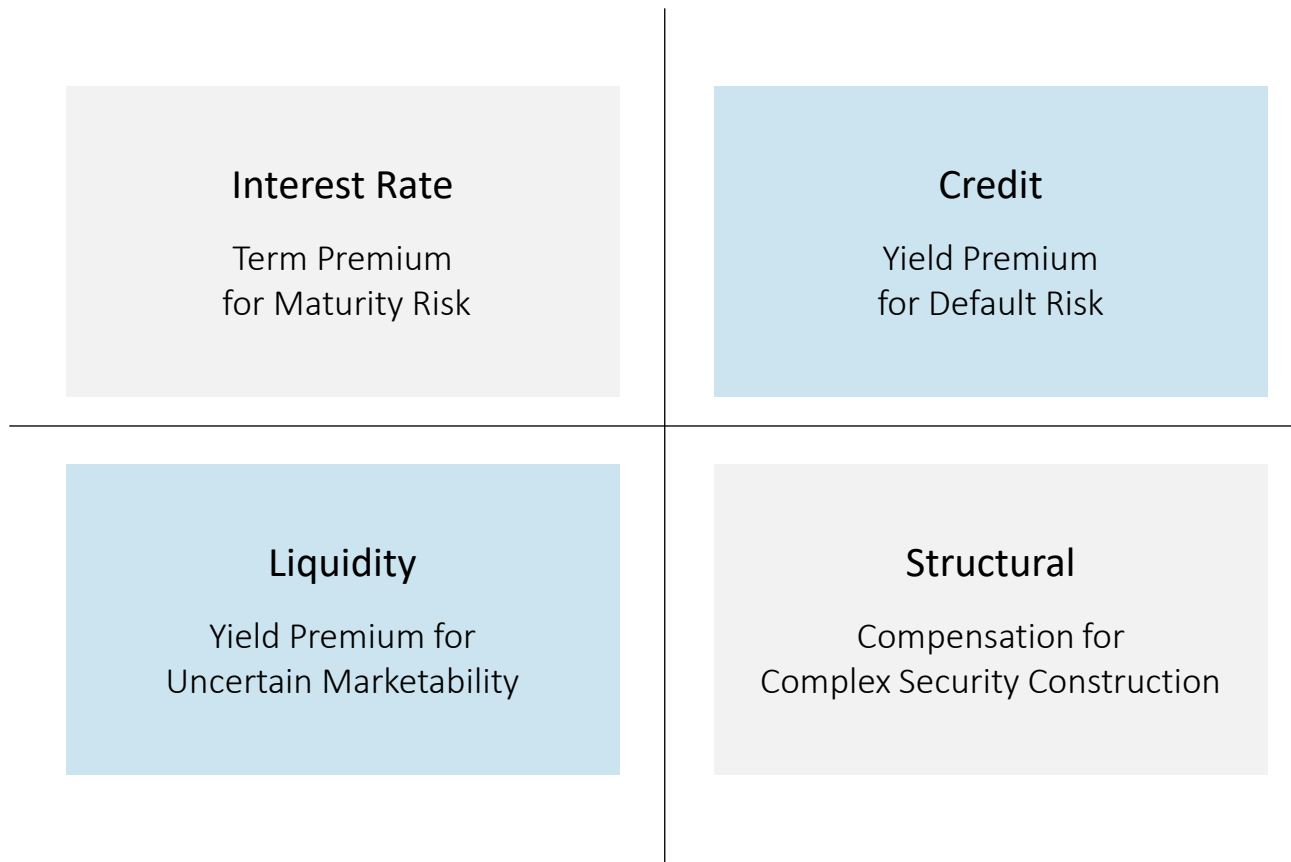 Interest Rate
Term Premium
for Maturity Risk
Credit
Yield Premium
for Default Risk
Liquidity
Yield Premium for
Uncertain Marketability
Structural
Compensation for
Complex Security Construction